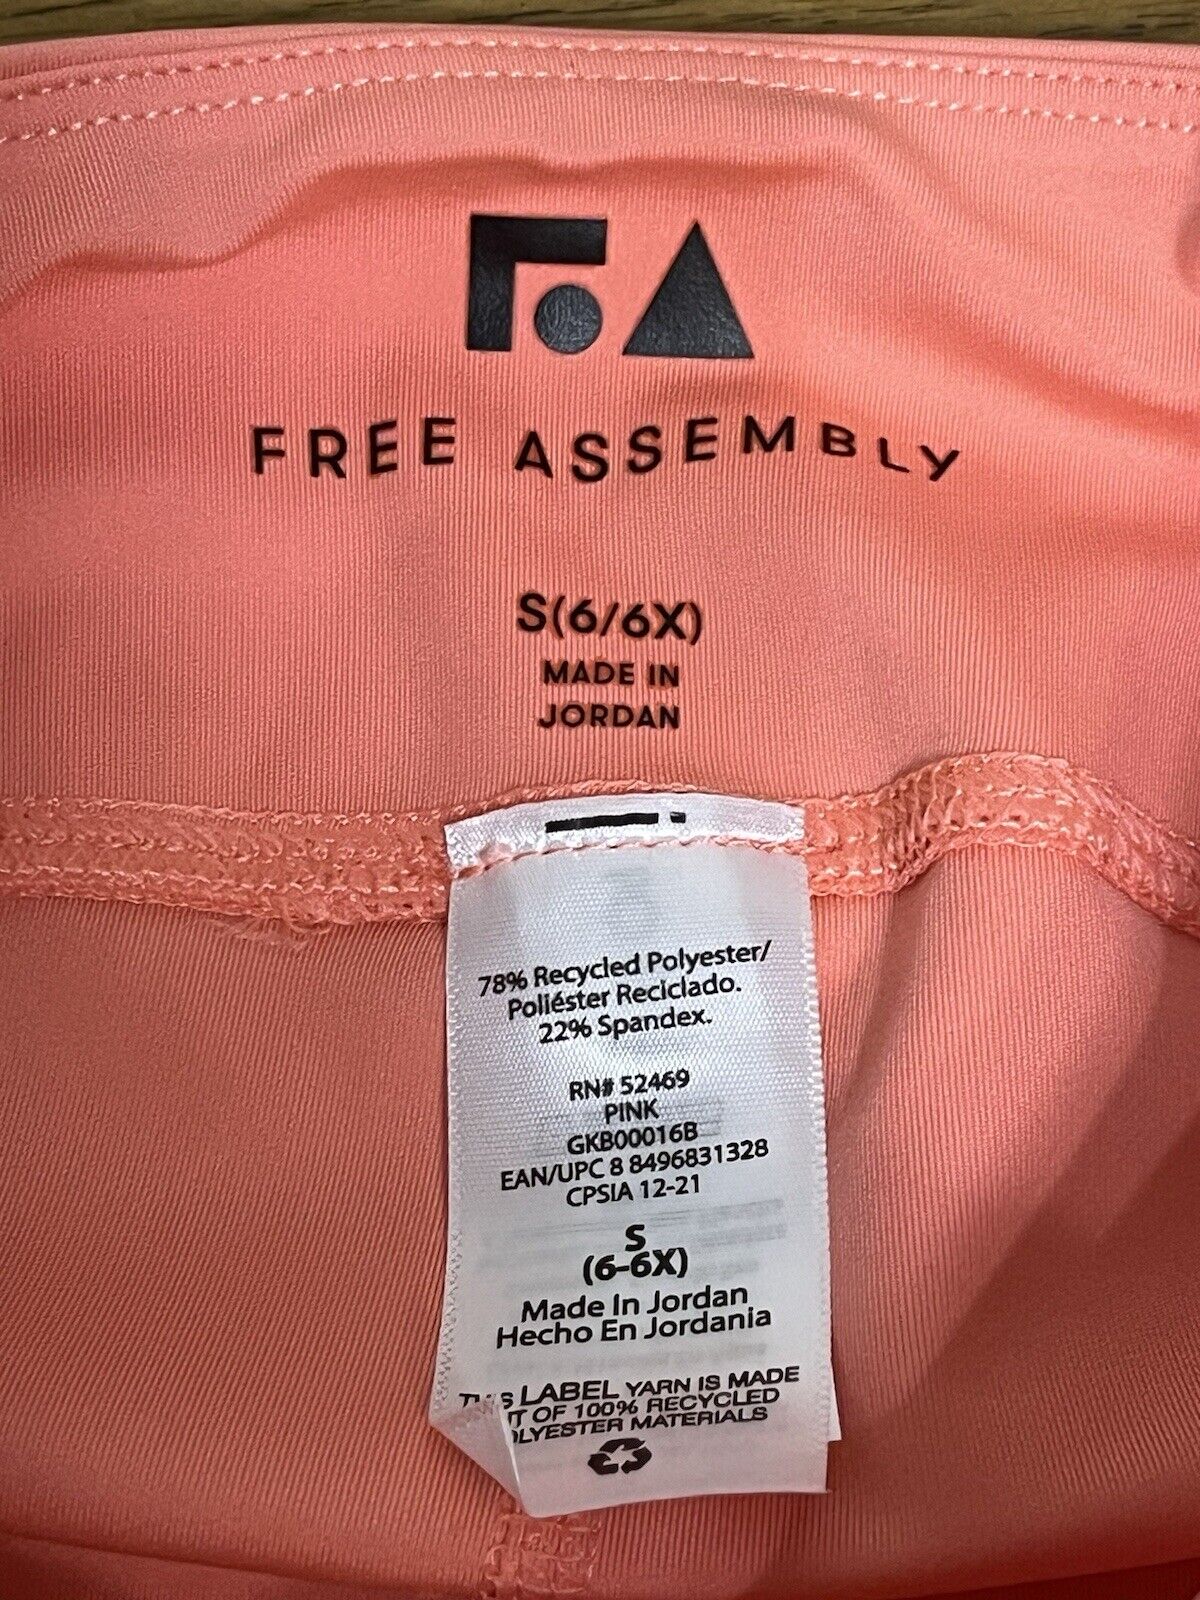 FREE ASSEMBLY
S(6/6X)
MADE IN
JORDAN
78% Recycled Polyester/
Poliéster Reciclado.
22% Spandex.
RN# 52469
PINK
GKB00016B
EAN/UPC 8 8496831328
CPSIA 12-21
S
(6-6X)
Made In Jordan
Hecho En Jordania
LABEL YARN IS MADE
OF 100% RECYCLED
MATERIALS